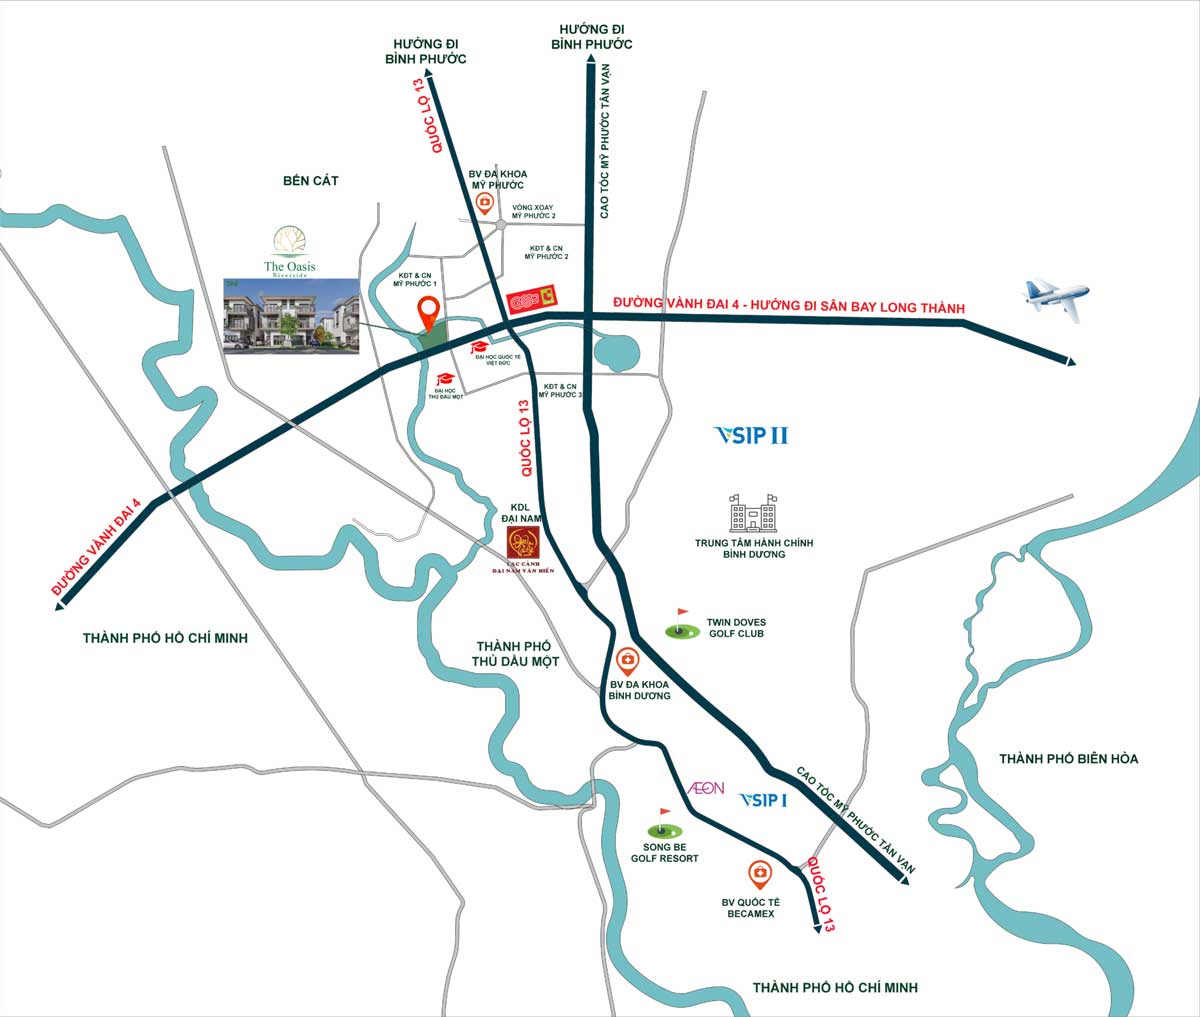 HƯỚNG ĐI
BÌNH PHƯỚC
HƯỚNG ĐI
BÌNH PHƯỚC
QUỐC LỘ 13
CAO TỐC MỸ PHƯỚC TÂN VẠN
BẾN CÁT
BV ĐA KHOA
MỸ PHƯỚC
VÒNG XOAY
MỸ PHƯỚC 2
KĐT & CN
MỸ PHƯỚC 2
The Oasis
Riverside
KĐT & CN
MỸ PHƯỚC 1
ĐƯỜNG VÀNH ĐAI 4 - HƯỚNG ĐI SÂN BAY LONG THÀNH
ĐẠI HỌC QUỐC TẾ
VIỆT ĐỨC
ĐẠI HỌC
THỦ DẦU MỘT
KĐT & CN
MỸ PHƯỚC 3
QUỐC LỘ 13
VSIP II
ĐƯỜNG VÀNH ĐAI 4
KDL
ĐẠI NAM
LẠC CẢNH
ĐẠI NAM VĂN HIẾN
TRUNG TÂM HÀNH CHÍNH
BÌNH DƯƠNG
THÀNH PHỐ HỒ CHÍ MINH
TWIN DOVES
GOLF CLUB
THÀNH PHỐ
THỦ DẦU MỘT
BV ĐA KHOA
BÌNH DƯƠNG
THÀNH PHỐ BIÊN HÒA
CAO TỐC MỸ PHƯỚC TÂN VẠN
ÆON
VSIP I
SONG BE
GOLF RESORT
QUỐC LỘ 13
BV QUỐC TẾ
BECAMEX
THÀNH PHỐ HỒ CHÍ MINH